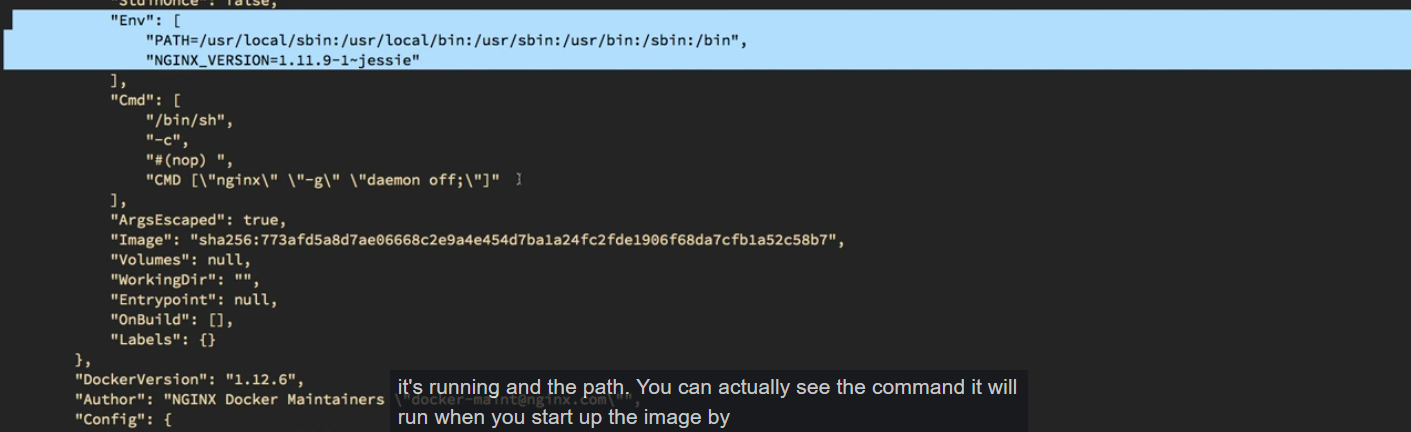 "StdinOnce": false,
"Env": [
"PATH=/usr/local/sbin:/usr/local/bin:/usr/sbin:/usr/bin:/sbin:/bin",
"NGINX_VERSION=1.11.9-1~jessie"
],
"Cmd": [
"/bin/sh",
"-c",
"#(nop) ",
"CMD [\"nginx\" \"-g\" \"daemon off;\"]"
],
"ArgsEscaped": true,
"Image": "sha256:773afd5a8d7ae06668c2e9a4e454d7ba1a24fc2fde1906f68da7cfb1a52c58b7",
"Volumes": null,
"WorkingDir": "",
"Entrypoint": null,
"OnBuild": [],
"Labels": {}
},
"DockerVersion": "1.12.6",
"Author": "NGINX Docker Maintainers \"docker-maint@nginx.com\"",
"Config": {
it's running and the path. You can actually see the command it will
run when you start up the image by